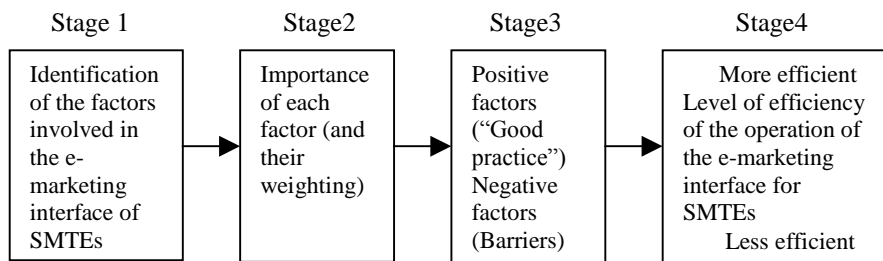 Stage 1
Identification
of the factors
involved in
the e-
marketing
interface of
SMTEs
Stage2
Importance
of each
factor (and
their
weighting)
Stage3
Positive
factors
(“Good
practice”)
Negative
factors
(Barriers)
Stage4
More efficient
Level of efficiency
of the operation of
the e-marketing
interface for
SMTEs
Less efficient